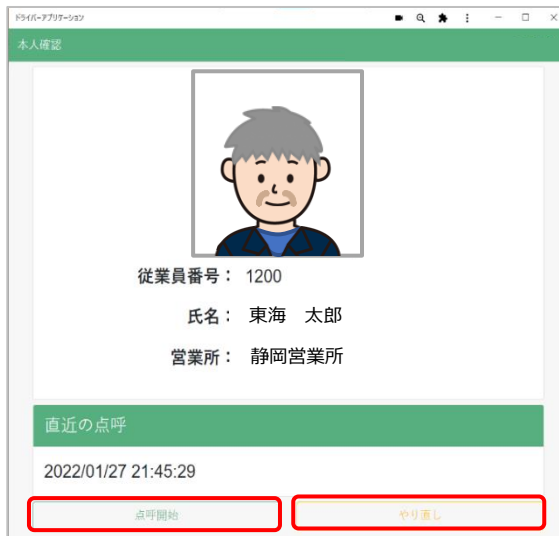 ドライバーアプリケーション
本人確認
従業員番号： 1200
氏名： 東海　太郎
営業所： 静岡営業所
直近の点呼
2022/01/27 21:45:29
点呼開始 やり直し